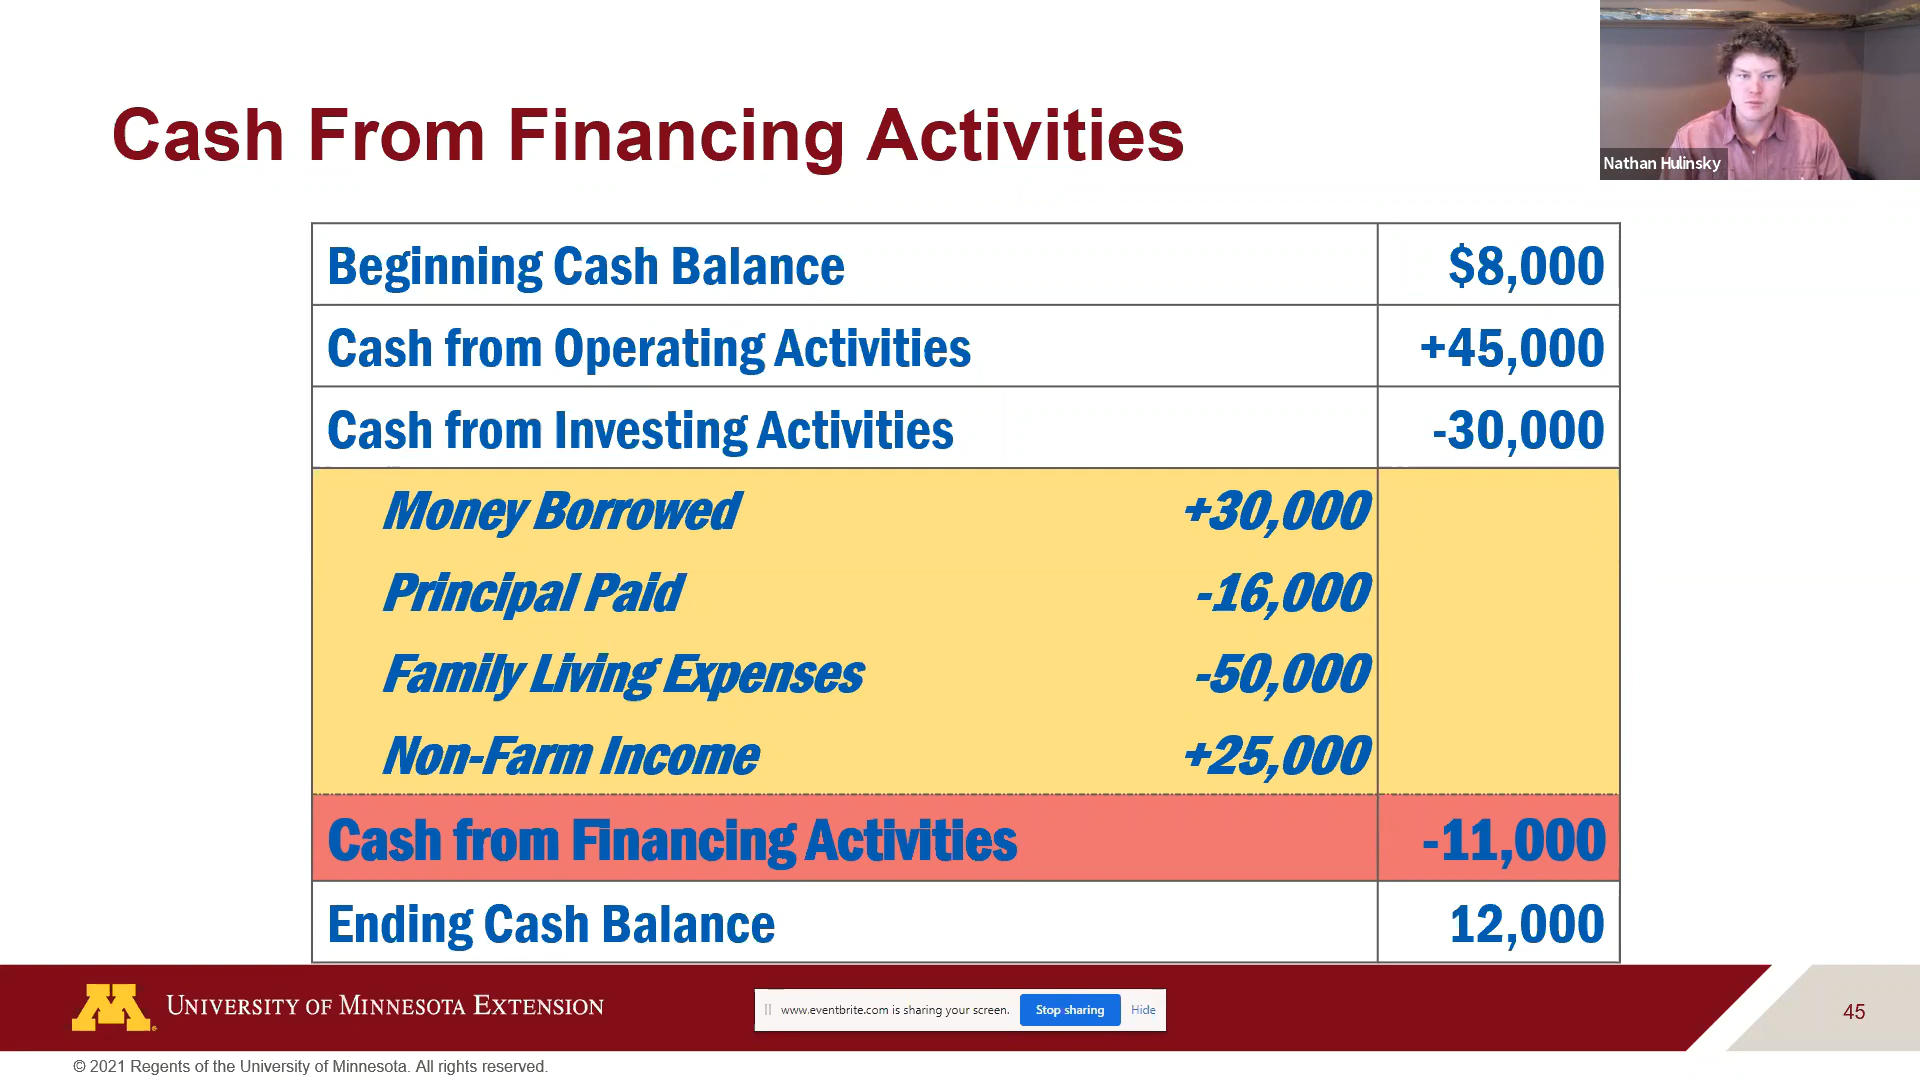 Cash From Financing Activities
Nathan Hulinsky
Beginning Cash Balance $8,000
Cash from Operating Activities +45,000
Cash from Investing Activities -30,000
Money Borrowed +30,000
Principal Paid -16,000
Family Living Expenses -50,000
Non-Farm Income +25,000
Cash from Financing Activities -11,000
Ending Cash Balance 12,000
UNIVERSITY OF MINNESOTA EXTENSION
www.eventbrite.com is sharing your screen. Stop sharing Hide
45
© 2021 Regents of the University of Minnesota. All rights reserved.